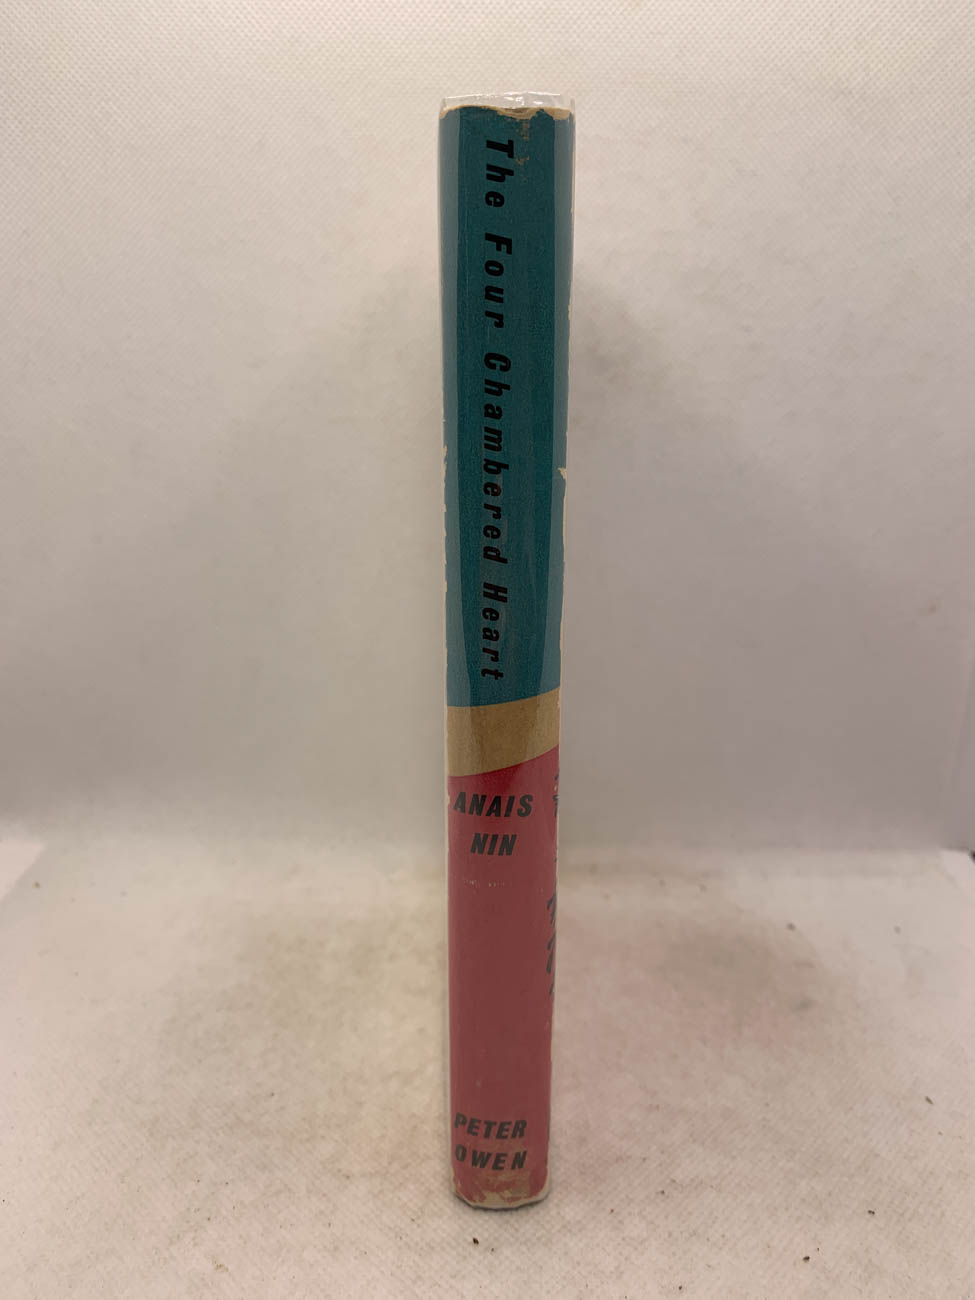 The Four Chambered Heart
ANAIS
NIN
PETER
OWEN